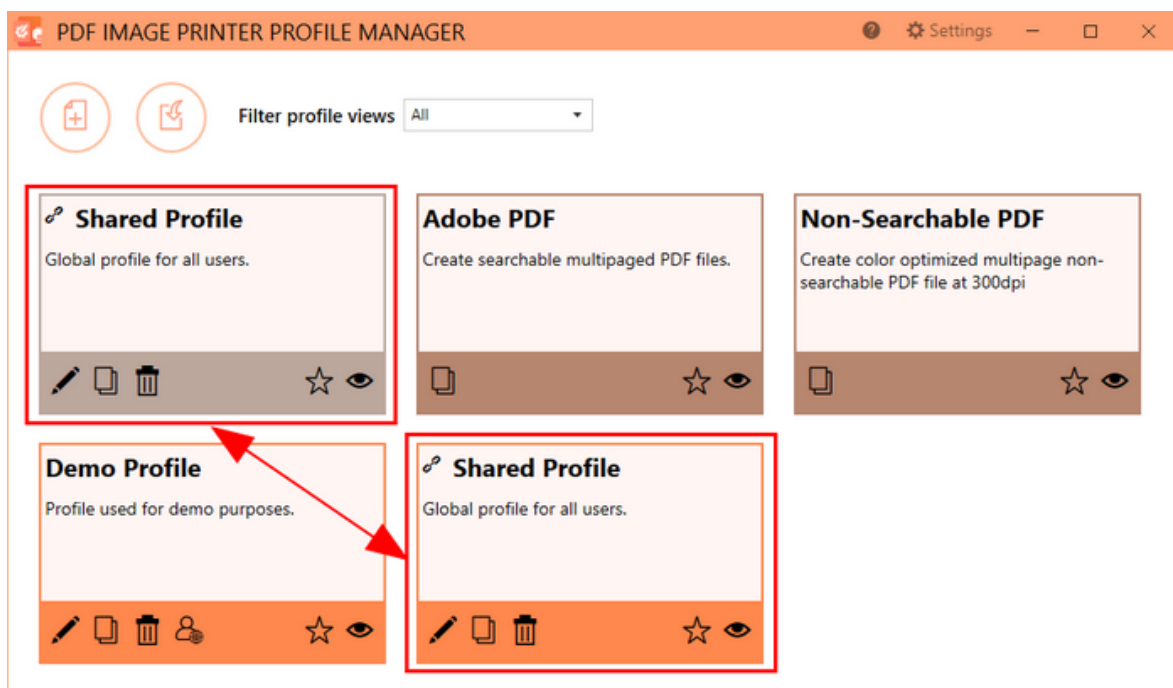 PDF IMAGE PRINTER PROFILE MANAGER
Settings
Filter profile views
All
Shared Profile
Global profile for all users.
Adobe PDF
Create searchable multipaged PDF files.
Non-Searchable PDF
Create color optimized multipage non-
searchable PDF file at 300dpi
Demo Profile
Profile used for demo purposes.
Shared Profile
Global profile for all users.